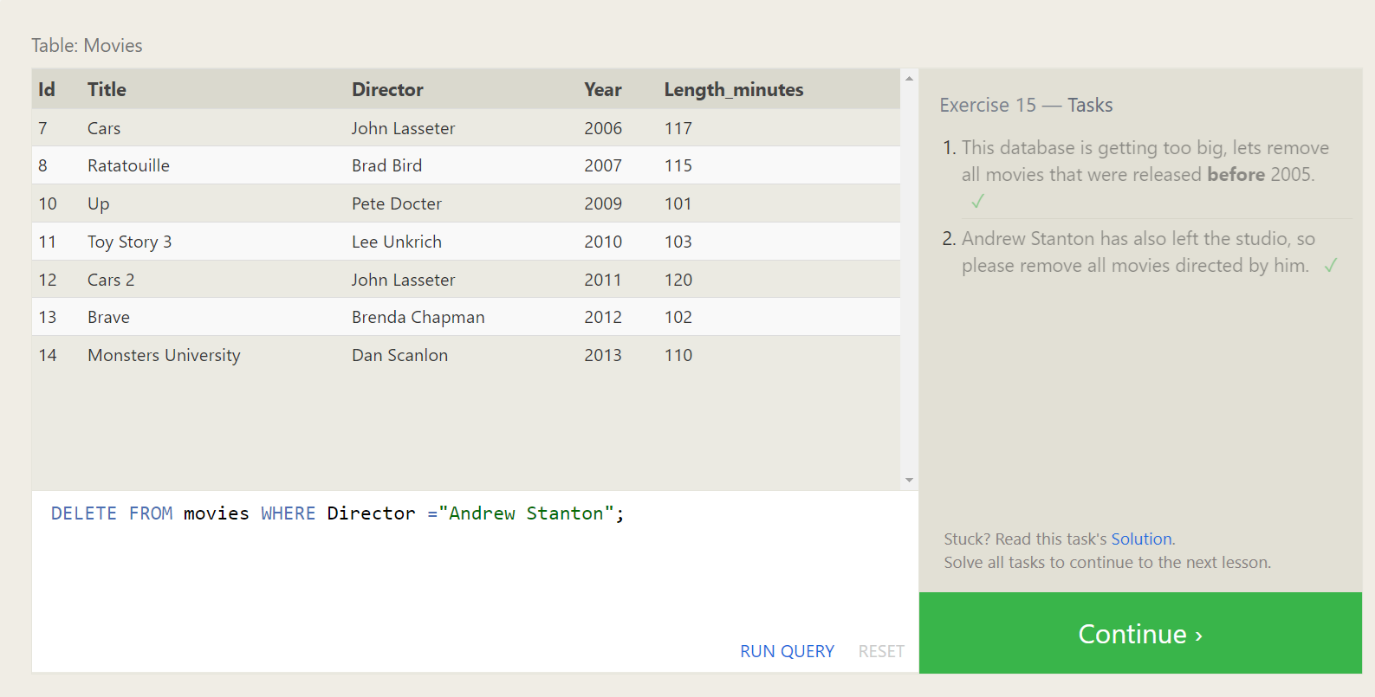 Table: Movies
Id Title Director Year Length_minutes
7 Cars John Lasseter 2006 117
8 Ratatouille Brad Bird 2007 115
10 Up Pete Docter 2009 101
11 Toy Story 3 Lee Unkrich 2010 103
12 Cars 2 John Lasseter 2011 120
13 Brave Brenda Chapman 2012 102
14 Monsters University Dan Scanlon 2013 110
DELETE FROM movies WHERE Director ="Andrew Stanton";
RUN QUERY RESET
Exercise 15 — Tasks
1. This database is getting too big, lets remove
all movies that were released before 2005.
✓
2. Andrew Stanton has also left the studio, so
please remove all movies directed by him. ✓
Stuck? Read this task's Solution.
Solve all tasks to continue to the next lesson.
Continue ›